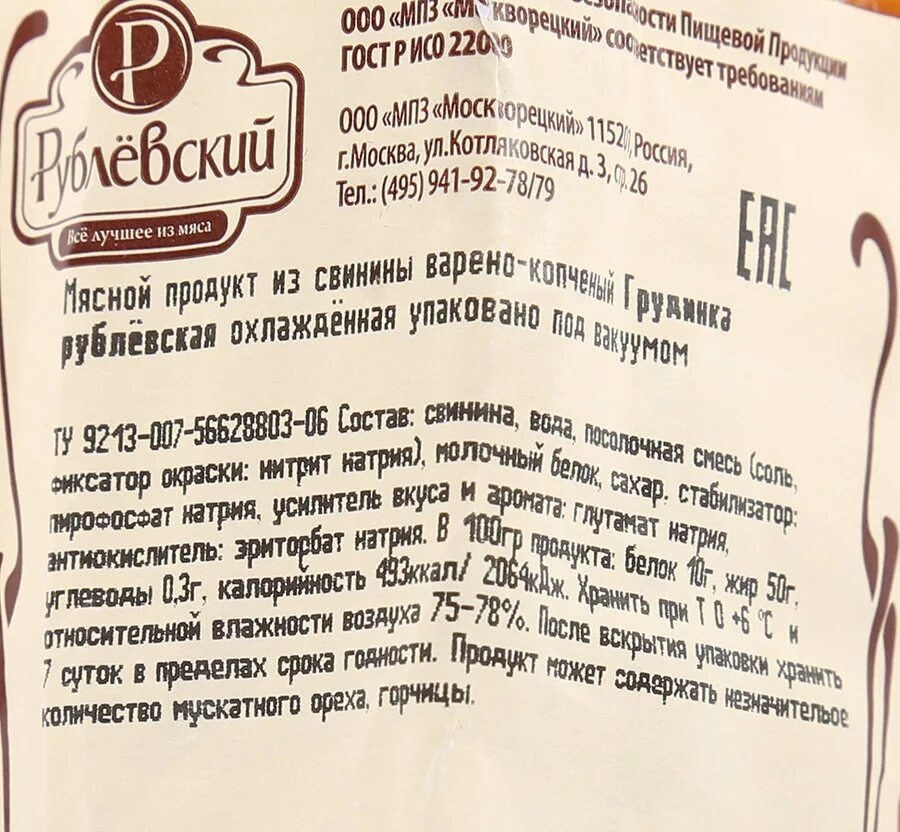 Р
Рублёвский
Всё лучшее из мяса
Пищевой Продукции
ООО «МПЗ «Москворецкий» соответствует требованиям
ГОСТ Р ИСО 22000
ООО «МПЗ «Москворецкий» Россия,
г.Москва, ул.Котляковская д. 3, стр. 26
Тел.: (495) 941-92-78/79
EAC
Мясной продукт из свинины варено-копченый Грудинка
рублёвская охлаждённая упаковано под вакуумом
ТУ 9213-007-56628803-06 Состав: свинина, вода, посолочная смесь (соль,
фиксатор окраски: нитрит натрия), молочный белок, сахар, стабилизатор:
пирофосфат натрия, усилитель вкуса и аромата: глутамат натрия,
антиокислитель: эриторбат натрия. В 100гр продукта: белок 10г, жир 50г,
углеводы 0,3г, калорийность 493ккал/ 2064кДж. Хранить при Т 0 +6 °С и
относительной влажности воздуха 75-78%. После вскрытия упаковки хранить
7 суток в пределах срока годности. Продукт может содержать незначительое
количество мускатного ореха, горчицы.